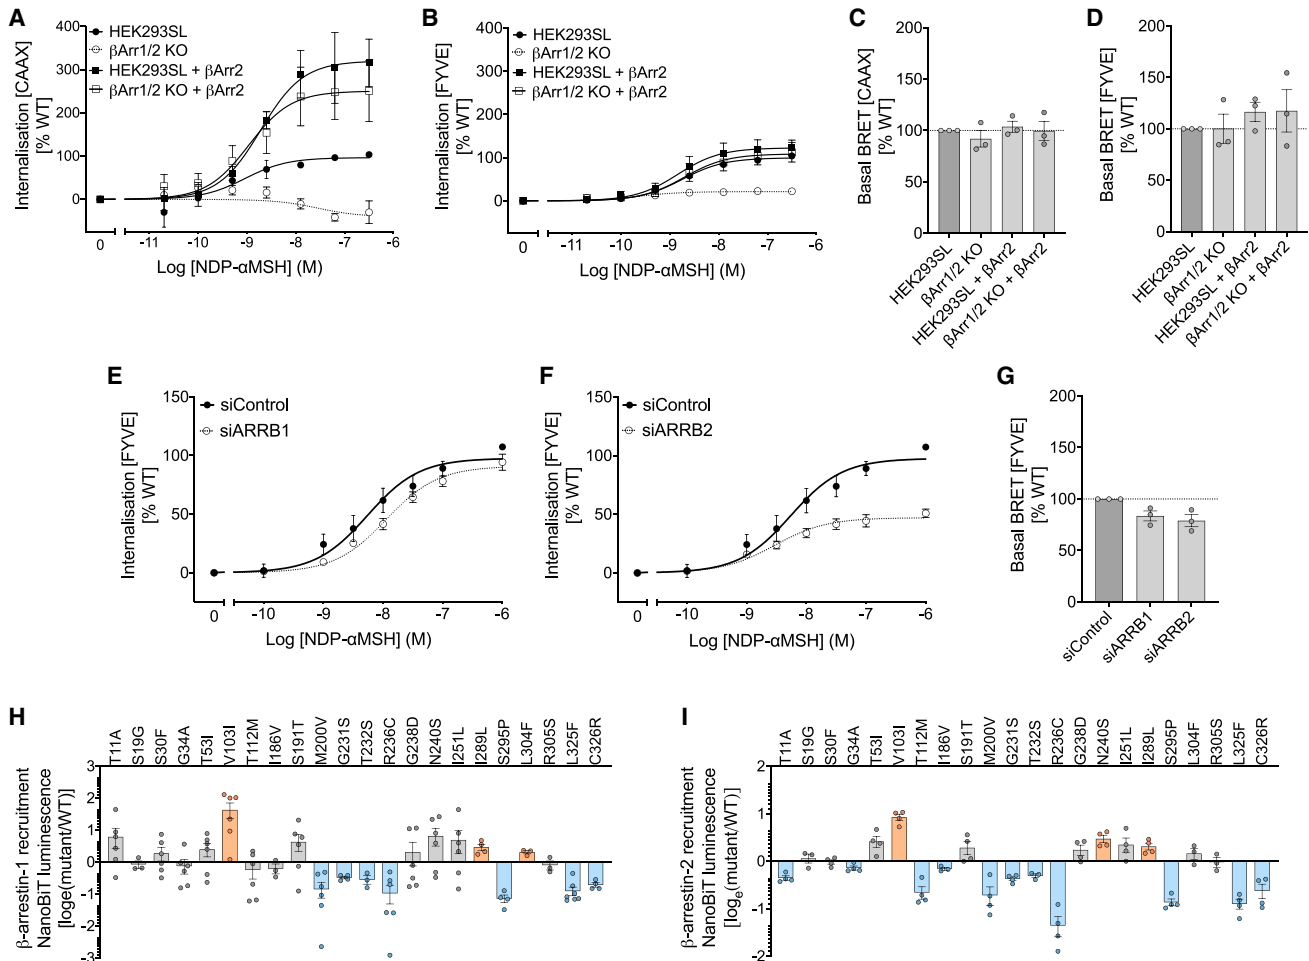 A
Internalisation [CAAX]
[% WT]
400
300
200
100
0
HEK293SL
βArr1/2 KO
HEK293SL + βArr2
βArr1/2 KO + βArr2
0
-11
-10
-9
-8
-7
-6
Log [NDP-αMSH] (M)
B
Internalisation [FYVE]
[% WT]
400
300
200
100
0
HEK293SL
βArr1/2 KO
HEK293SL + βArr2
βArr1/2 KO + βArr2
0
-11
-10
-9
-8
-7
-6
Log [NDP-αMSH] (M)
C
Basal BRET [CAAX]
[% WT]
200
150
100
50
0
HEK293SL
βArr1/2 KO
HEK293SL + βArr2
βArr1/2 KO + βArr2
D
Basal BRET [FYVE]
[% WT]
200
150
100
50
0
HEK293SL
βArr1/2 KO
HEK293SL + βArr2
βArr1/2 KO + βArr2
E
Internalisation [FYVE]
[% WT]
150
100
50
0
siControl
siARRB1
0
-10
-9
-8
-7
-6
Log [NDP-αMSH] (M)
F
Internalisation [FYVE]
[% WT]
150
100
50
0
siControl
siARRB2
0
-10
-9
-8
-7
-6
Log [NDP-αMSH] (M)
G
Basal BRET [FYVE]
[% WT]
200
150
100
50
0
siControl
siARRB1
siARRB2
H
β-arrestin-1 recruitment
NanoBiT luminescence
[loge(mutant/WT)]
3
2
1
0
-1
-2
-3
T11A
S19G
S30F
G34A
T53I
V103I
T112M
I186V
S191T
M200V
G231S
T232S
R236C
G238D
N240S
I251L
I289L
S295P
L304F
R305S
L325F
C326R
I
β-arrestin-2 recruitment
NanoBiT luminescence
[loge(mutant/WT)]
2
1
0
-1
-2
T11A
S19G
S30F
G34A
T53I
V103I
T112M
I186V
S191T
M200V
G231S
T232S
R236C
G238D
N240S
I251L
I289L
S295P
L304F
R305S
L325F
C326R